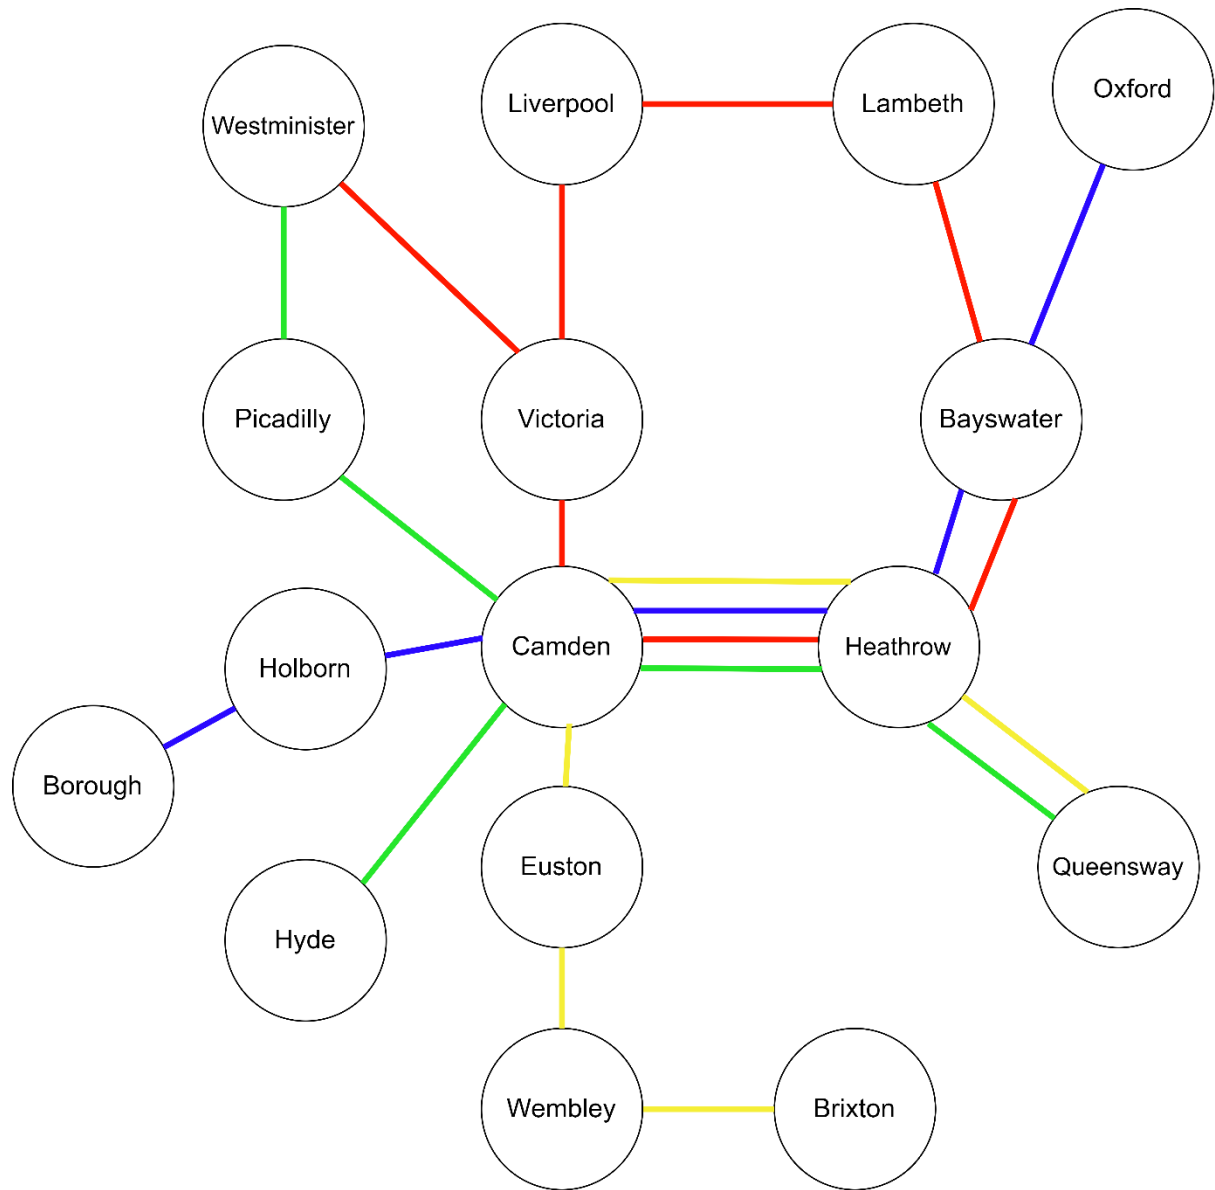 Westminister
Liverpool
Lambeth
Oxford
Picadilly
Victoria
Bayswater
Holborn
Camden
Heathrow
Borough
Hyde
Euston
Queensway
Wembley
Brixton